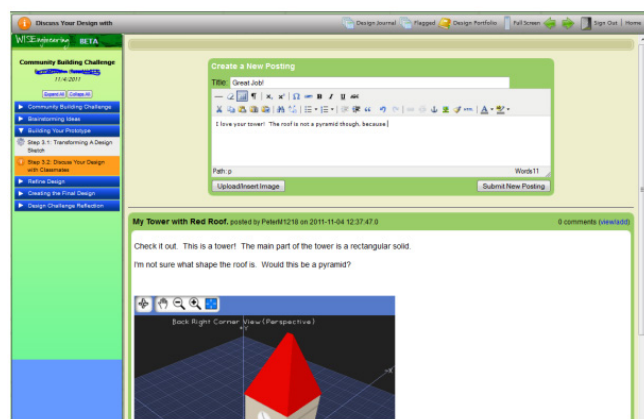 Discuss Your Design with
Design Journal
Flagged
Design Portfolio
Full Screen
Sign Out | Home
WISEngineering BETA
Community Building Challenge
11/4/2011
Expand All Collaps All
Community Building Challenge
Brainstorming Ideas
Building Your Prototype
Step 3.1: Transforming A Design
Sketch
Step 3.2: Discuss Your Design
with Classmates
Refine Design
Creating the Final Design
Design Challenge Reflection
Create a New Posting
Title: Great Job!
I love your tower! The roof is not a pyramid though, because
Path: p
Words:11
Upload/Insert Image
Submit New Posting
My Tower with Red Roof. posted by PeterM1218 on 2011-11-04 12:37:47.0
0 comments (view/add)
Check it out. This is a tower! The main part of the tower is a rectangular solid.
I'm not sure what shape the roof is. Would this be a pyramid?
Back Right Corner View (Perspective)
+Y